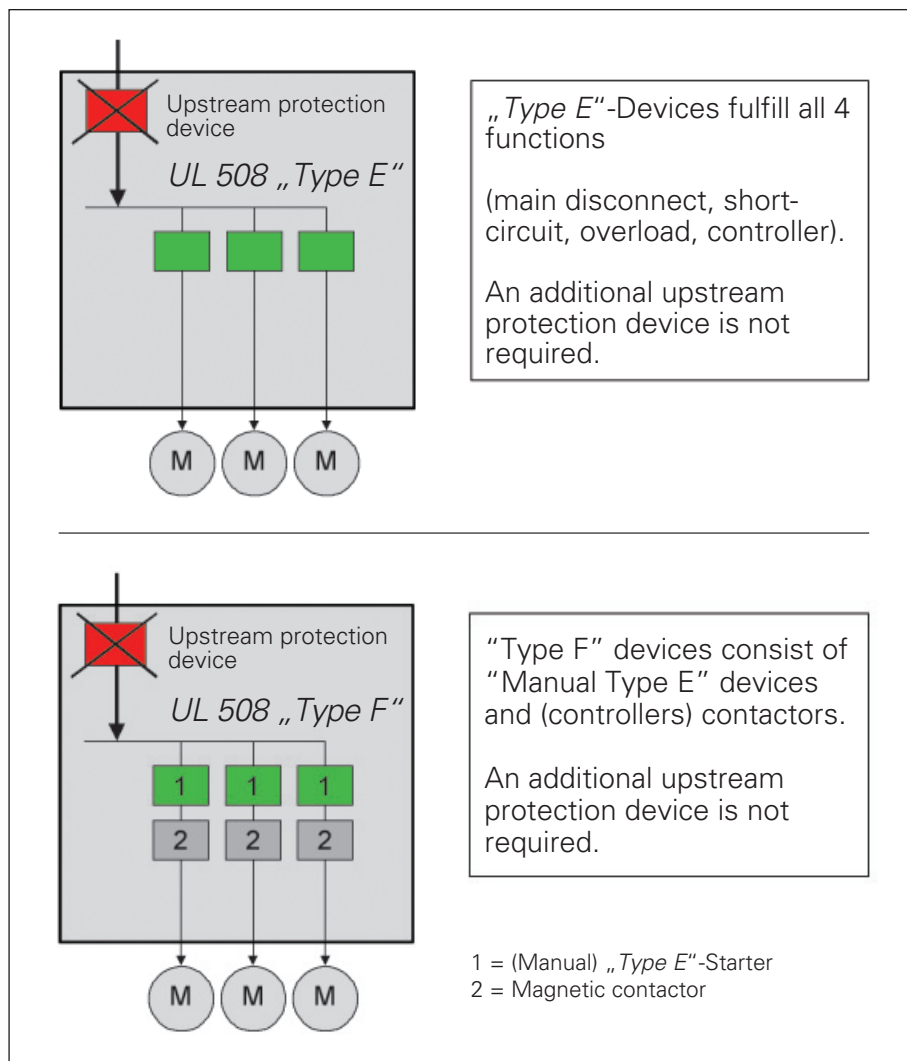 Upstream protection
device
UL 508 „Type E“
M M M
„Type E“-Devices fulfill all 4
functions
(main disconnect, short-
circuit, overload, controller).
An additional upstream
protection device is not
required.
Upstream protection
device
UL 508 „Type F“
1 1 1
2 2 2
M M M
“Type F” devices consist of
“Manual Type E” devices
and (controllers) contactors.
An additional upstream
protection device is not
required.
1 = (Manual) „Type E“-Starter
2 = Magnetic contactor